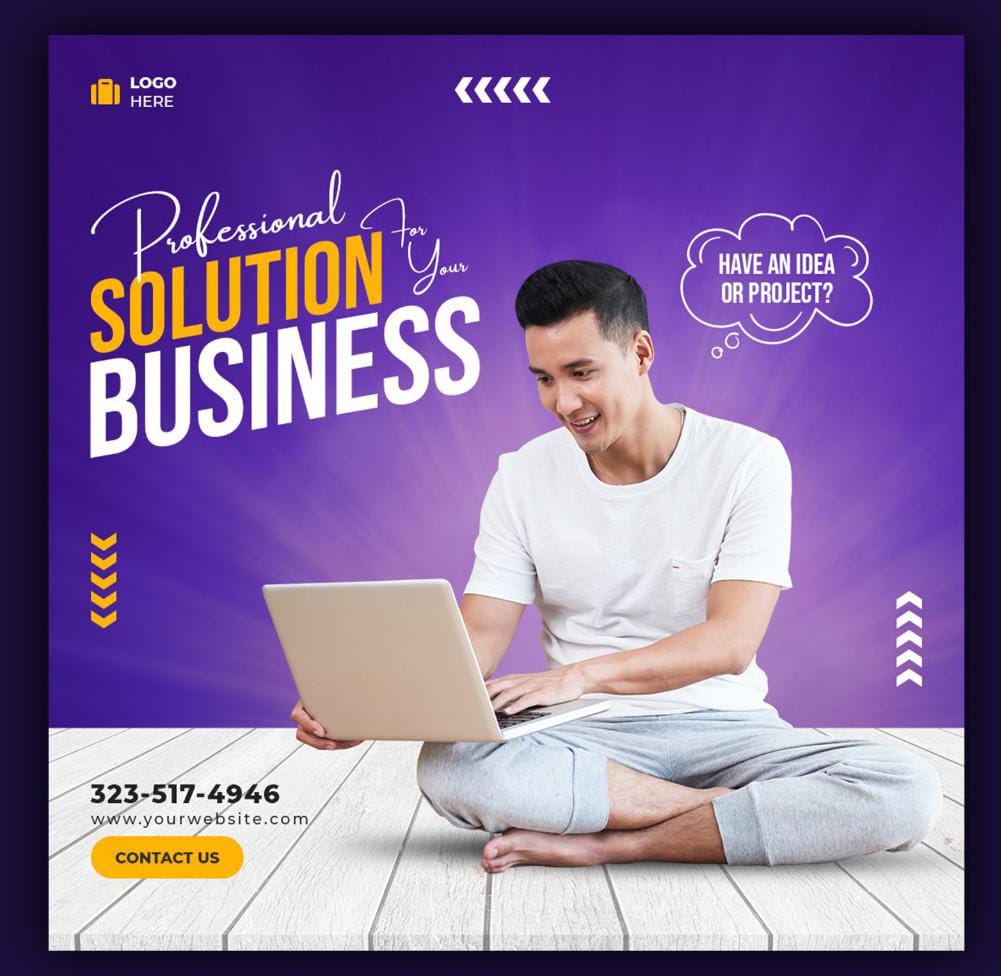 LOGO
HERE
Professional
SOLUTION
For
Your
BUSINESS
HAVE AN IDEA
OR PROJECT?
323-517-4946
www.yourwebsite.com
CONTACT US